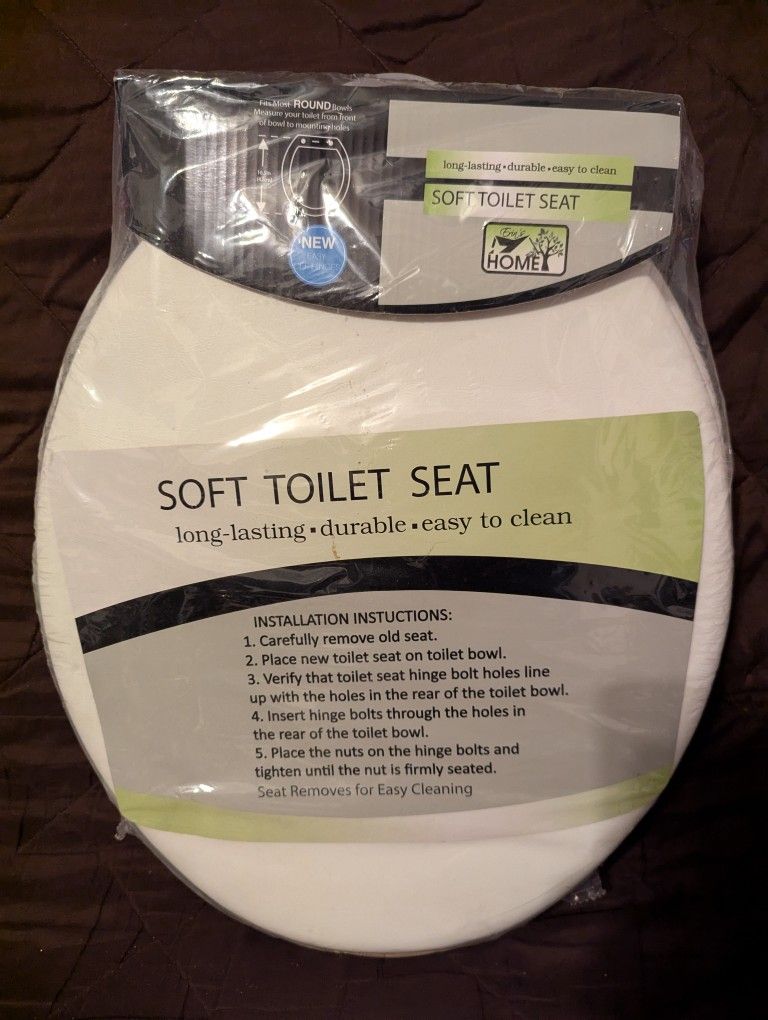 Fits Most ROUND Bowls
Measure your toilet from front
of bowl to mounting holes
NEW
EASY
long-lasting▪durable▪easy to clean
SOFT TOILET SEAT
Erin's
HOME
SOFT TOILET SEAT
long-lasting▪durable▪easy to clean
INSTALLATION INSTUCTIONS:
1. Carefully remove old seat.
2. Place new toilet seat on toilet bowl.
3. Verify that toilet seat hinge bolt holes line
up with the holes in the rear of the toilet bowl.
4. Insert hinge bolts through the holes in
the rear of the toilet bowl.
5. Place the nuts on the hinge bolts and
tighten until the nut is firmly seated.
Seat Removes for Easy Cleaning